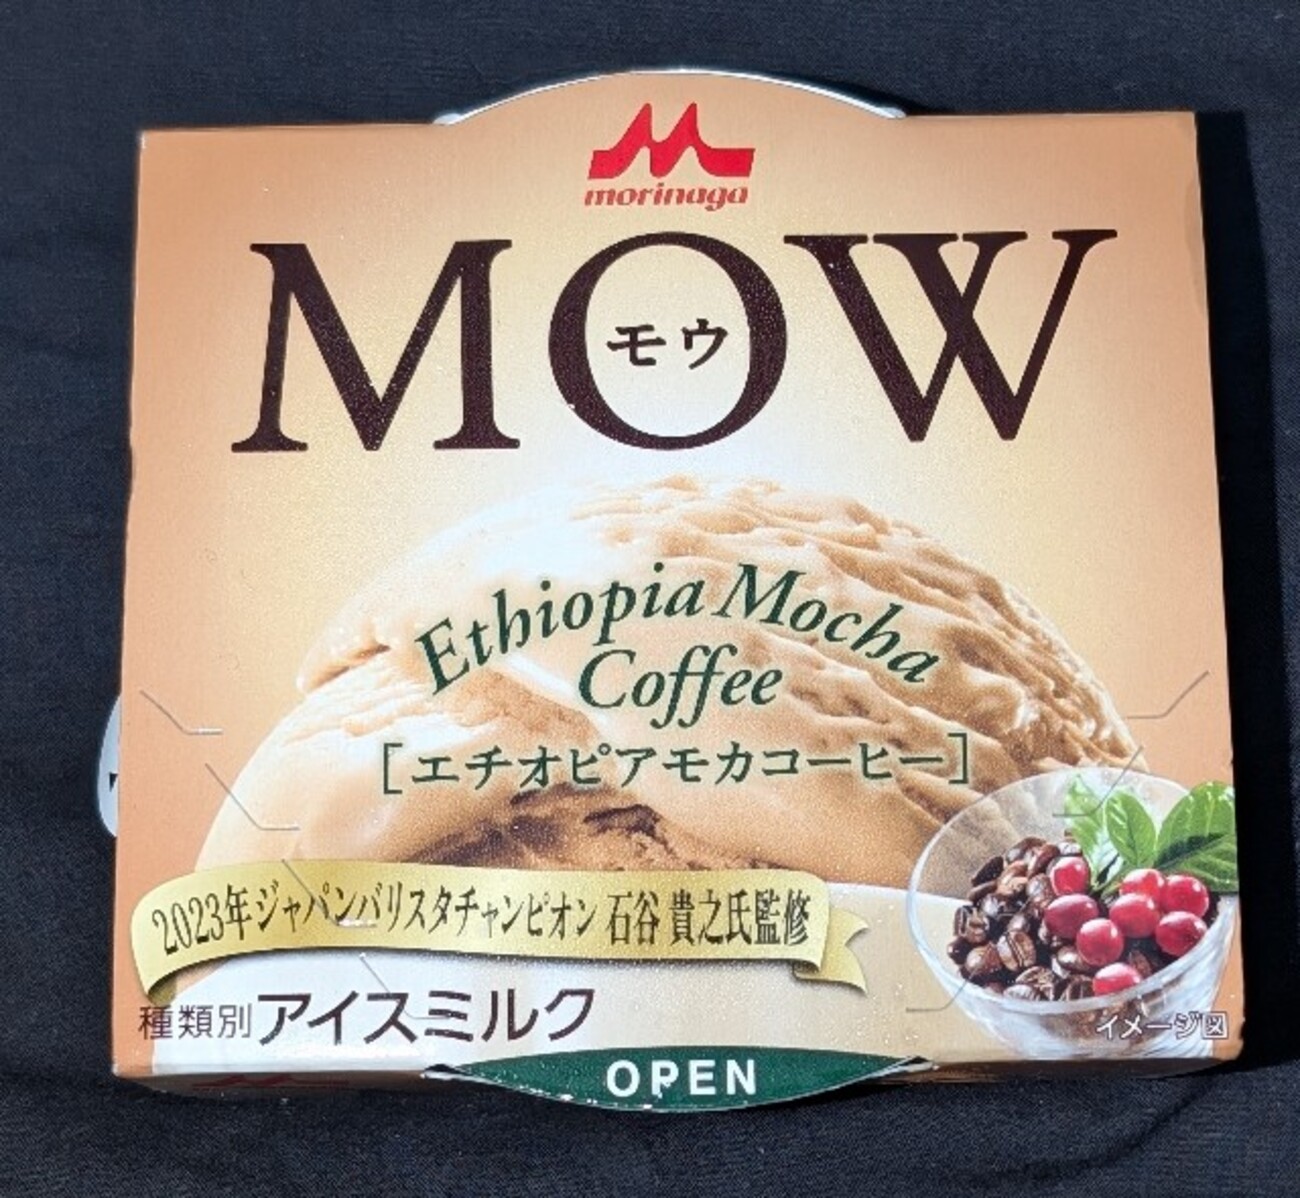 morinaga
MOW
モウ
Ethiopia Mocha
Coffee
[エチオピアモカコーヒー]
2023年ジャパンバリスタチャンピオン 石谷 貴之氏監修
種類別アイスミルク
イメージ図
OPEN